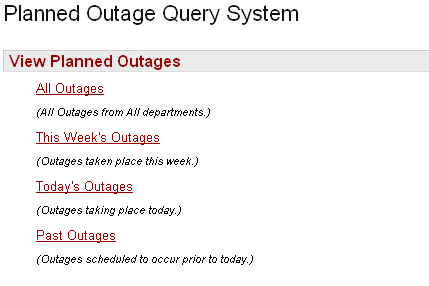 Planned Outage Query System
View Planned Outages
All Outages
(All Outages from All departments.)
This Week's Outages
(Outages taken place this week.)
Today's Outages
(Outages taking place today.)
Past Outages
(Outages scheduled to occur prior to today.)